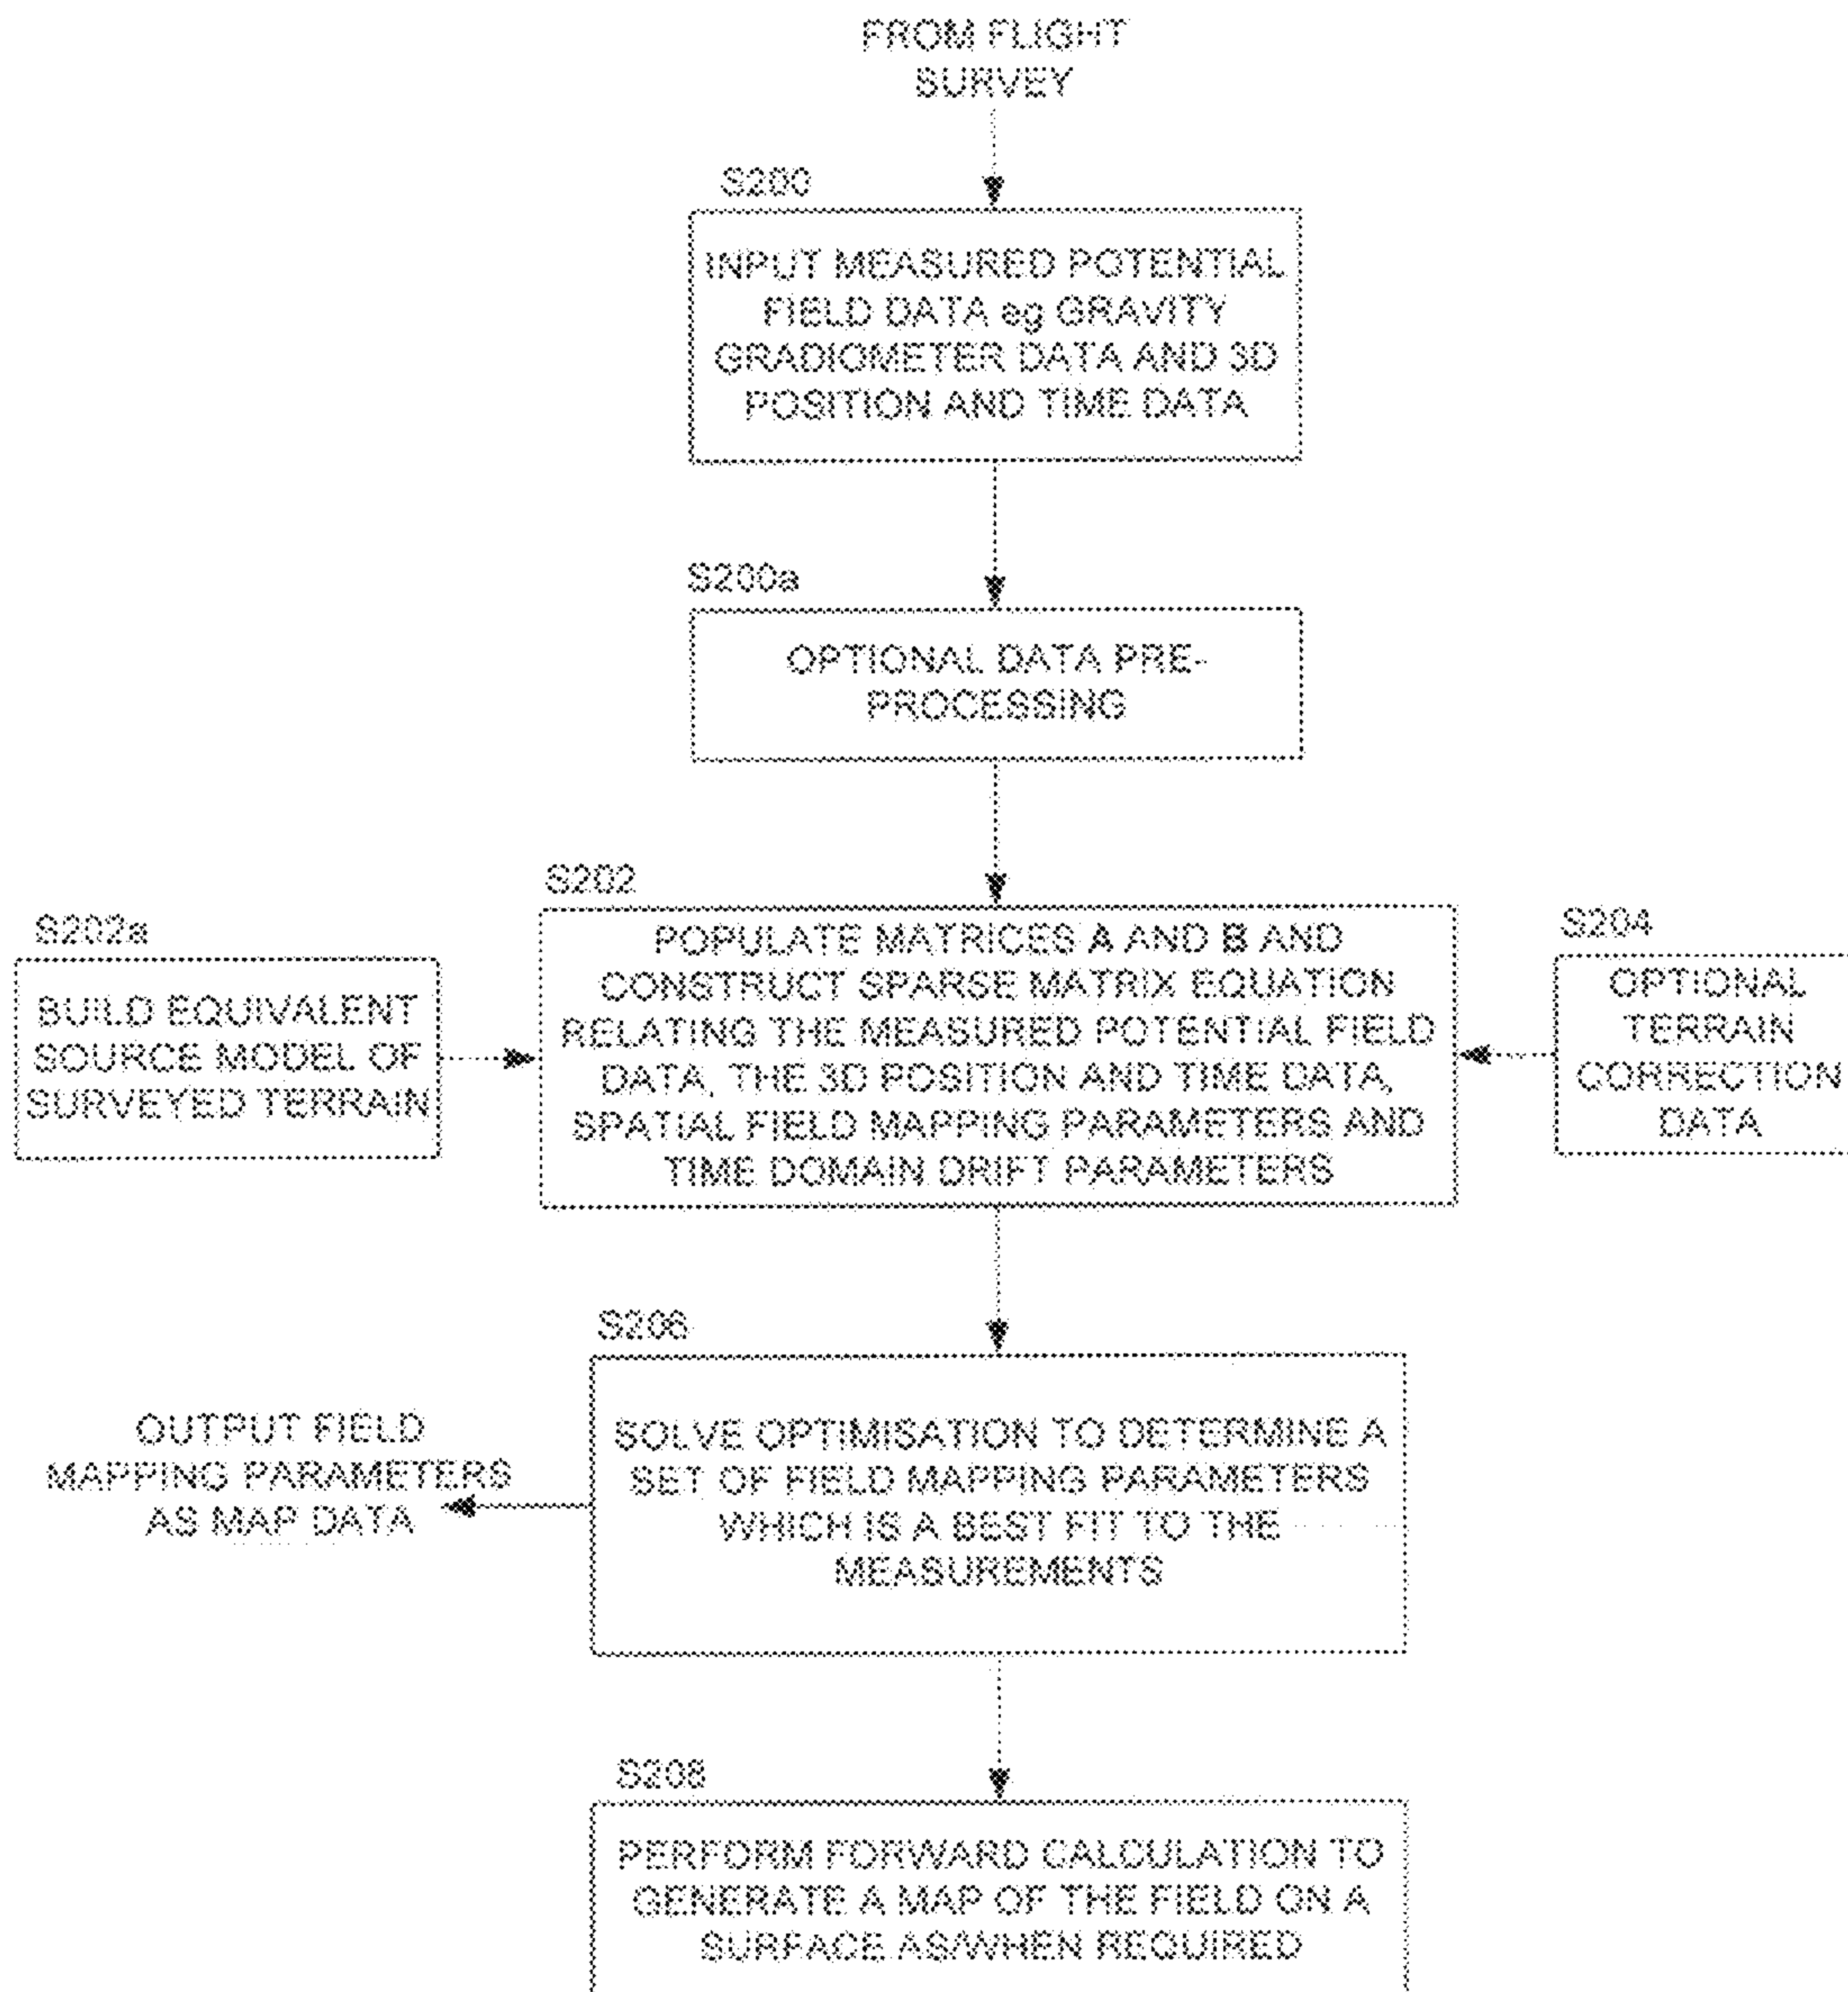 FROM FLIGHT
SURVEY
S200
INPUT MEASURED POTENTIAL
FIELD DATA eg GRAVITY
GRADIOMETER DATA AND 3D
POSITION AND TIME DATA
S200a
OPTIONAL DATA PRE-
PROCESSING
S202
POPULATE MATRICES A AND B AND
CONSTRUCT SPARSE MATRIX EQUATION
RELATING THE MEASURED POTENTIAL FIELD
DATA, THE 3D POSITION AND TIME DATA,
SPATIAL FIELD MAPPING PARAMETERS AND
TIME DOMAIN DRIFT PARAMETERS
S202a
BUILD EQUIVALENT
SOURCE MODEL OF
SURVEYED TERRAIN
S204
OPTIONAL
TERRAIN
CORRECTION
DATA
S206
SOLVE OPTIMISATION TO DETERMINE A
SET OF FIELD MAPPING PARAMETERS
WHICH IS A BEST FIT TO THE
MEASUREMENTS
OUTPUT FIELD
MAPPING PARAMETERS
AS MAP DATA
S208
PERFORM FORWARD CALCULATION TO
GENERATE A MAP OF THE FIELD ON A
SURFACE AS/WHEN REQUIRED